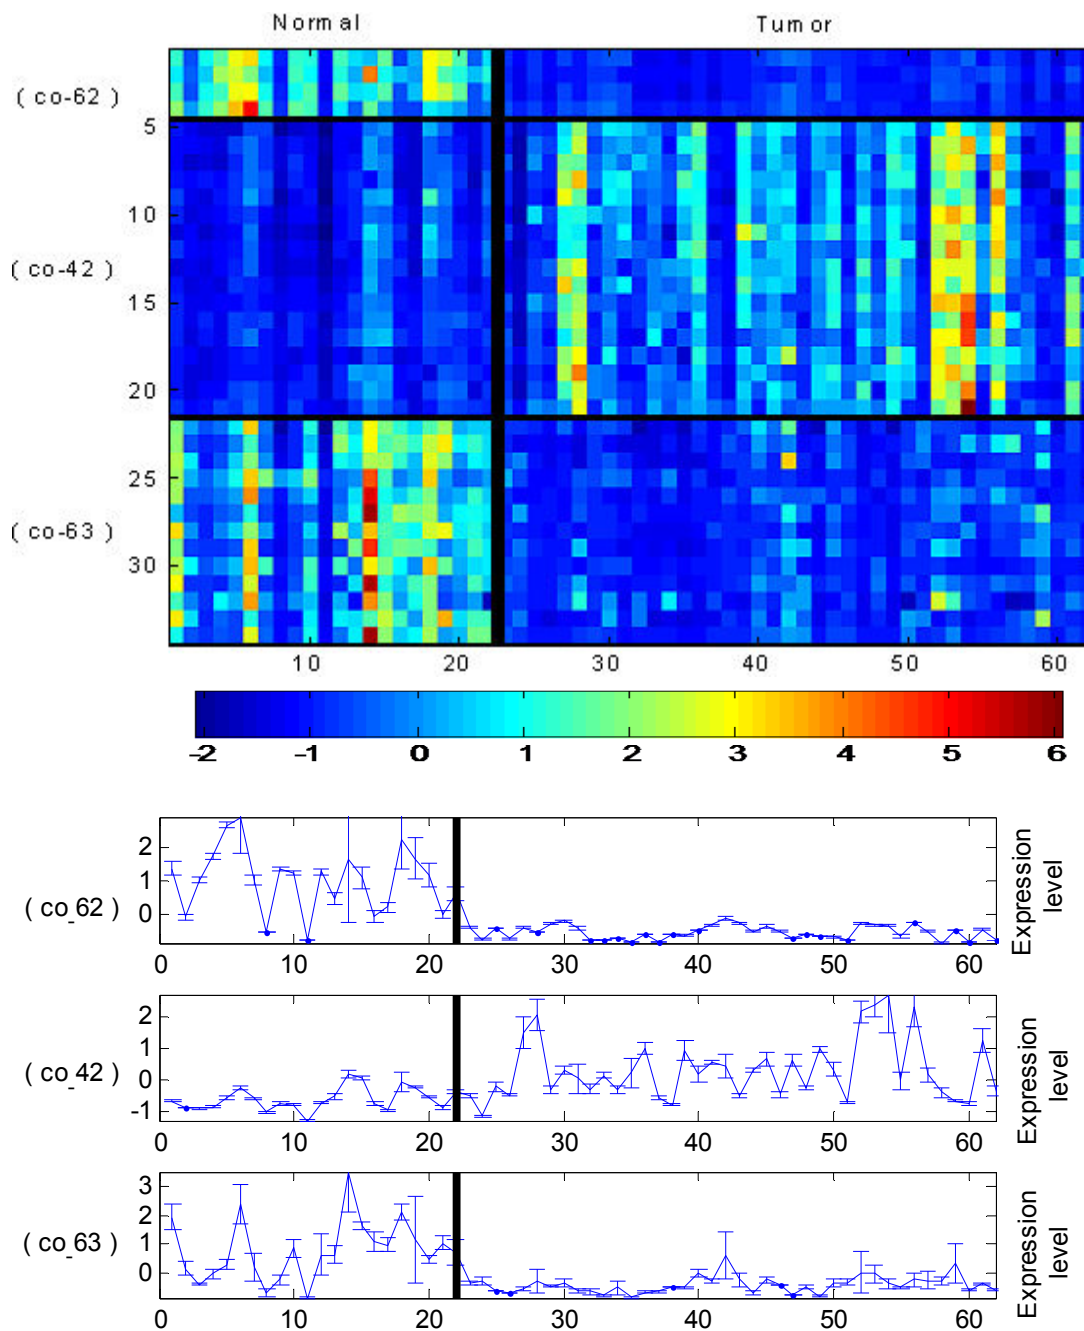 Normal Tumor
( co-62 )
5
10
( co-42 )
15
20
25
( co-63 )
30
10 20 30 40 50 60
-2 -1 0 1 2 3 4 5 6
2
1
0
( co_62 )
Expression
level
0 10 20 30 40 50 60
2
1
0
-1
( co_42 )
Expression
level
0 10 20 30 40 50 60
3
2
1
0
( co_63 )
Expression
level
0 10 20 30 40 50 60